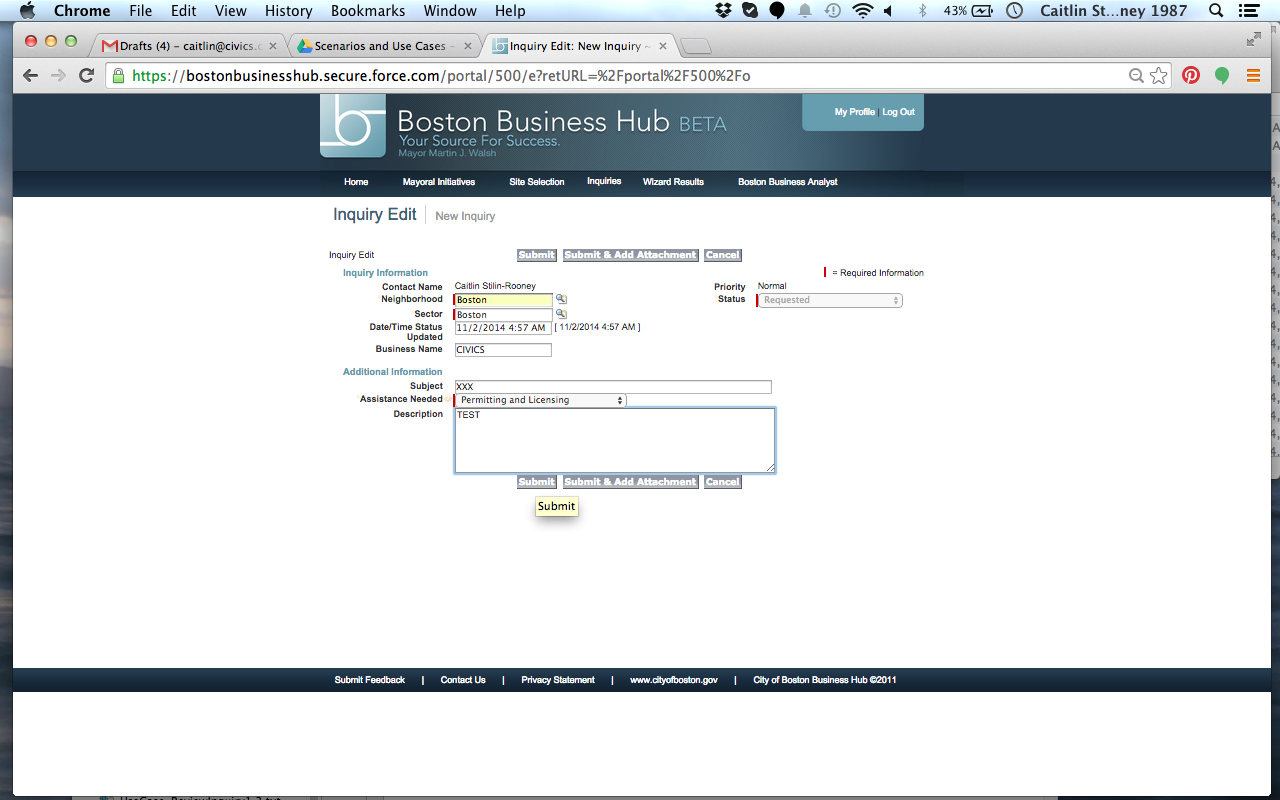 Chrome File Edit View History Bookmarks Window Help 43% Caitlin St...ney 1987
Drafts (4) – caitlin@civics. Scenarios and Use Cases – Inquiry Edit: New Inquiry ~
https://bostonbusinesshub.secure.force.com/portal/500/e?retURL=%2Fportal%2F500%2Fo
My Profile | Log Out
Boston Business Hub BETA
Your Source For Success.
Mayor Martin J. Walsh
Home Mayoral Initiatives Site Selection Inquiries Wizard Results Boston Business Analyst
Inquiry Edit New Inquiry
Inquiry Edit Submit Submit & Add Attachment Cancel
Inquiry Information = Required Information
Contact Name Caitlin Stilin-Rooney Priority Normal
Neighborhood Boston Status Requested
Sector Boston
Date/Time Status Updated 11/2/2014 4:57 AM [ 11/2/2014 4:57 AM ]
Business Name CIVICS
Additional Information
Subject XXX
Assistance Needed Permitting and Licensing
Description TEST
Submit Submit & Add Attachment Cancel
Submit
Submit Feedback | Contact Us | Privacy Statement | www.cityofboston.gov | City of Boston Business Hub ©2011